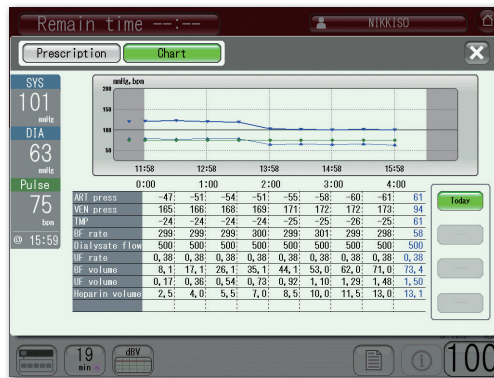 Remain time --:--
NIKKISO
Prescription
Chart
SYS
101
mmHg
DIA
63
mmHg
Pulse
75
bpm
@ 15:59
mmHg, bpm
200
150
100
50
11:58 12:58 13:58 14:58 15:58
0:00 1:00 2:00 3:00 4:00
ART press -47 -51 -54 -51 -55 -58 -60 -61 61
VEN press 165 166 168 169 171 172 172 173 94
TMP -24 -24 -24 -25 -25 -25 -26 -25 61
BF rate 299 299 299 300 299 301 299 298 58
Dialysate flow 500 500 500 500 500 500 500 500 500
UF rate 0,38 0,38 0,38 0,38 0,38 0,38 0,38 0,38 0,38
BF volume 8,1 17,1 26,1 35,1 44,1 53,0 62,0 71,0 73,4
UF volume 0,17 0,36 0,54 0,73 0,92 1,10 1,29 1,48 1,50
Heparin volume 2,5 4,0 5,5 7,0 8,5 10,0 11,5 13,0 13,1
Today
19
min
dBV
100